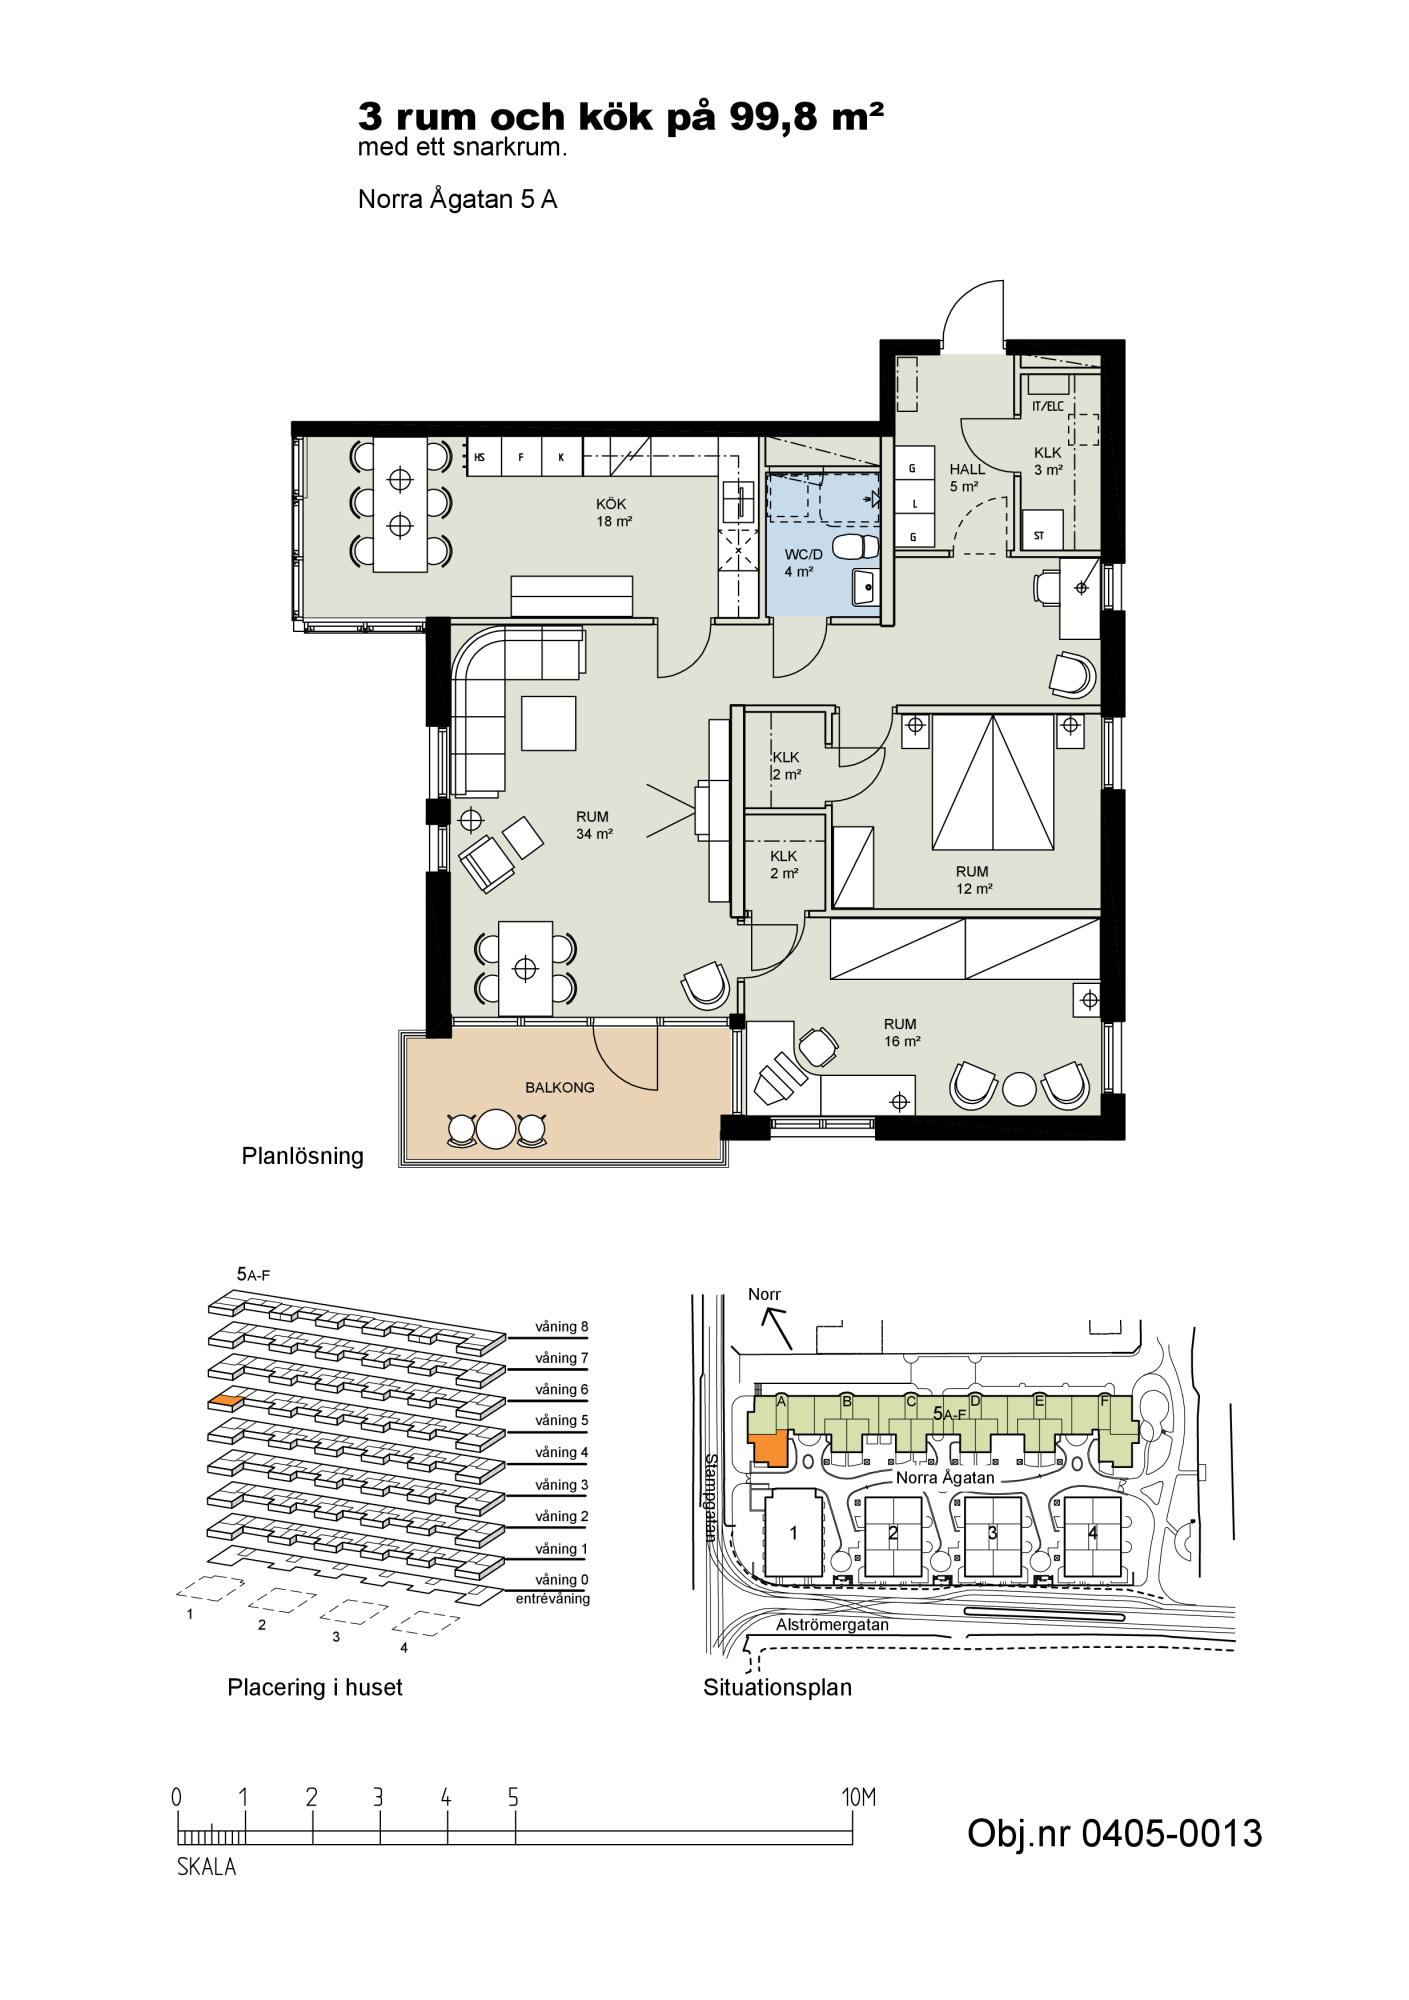 3 rum och kök på 99,8 m²
med ett snarkrum.
Norra Ågatan 5 A
IT/ELC
HS F K
KÖK
18 m²
G
L
G
HALL
5 m²
KLK
3 m²
ST
WC/D
4 m²
KLK
2 m²
RUM
34 m²
KLK
2 m²
RUM
12 m²
RUM
16 m²
BALKONG
Planlösning
5A-F
våning 8
våning 7
våning 6
våning 5
våning 4
våning 3
våning 2
våning 1
våning 0
entrévåning
1
2
3
4
Placering i huset
Norr
A B C D E F
5A-F
Norra Ågatan
Stampgatan
1 2 3 4
Alströmergatan
Situationsplan
0 1 2 3 4 5 10M
SKALA
Obj.nr 0405-0013